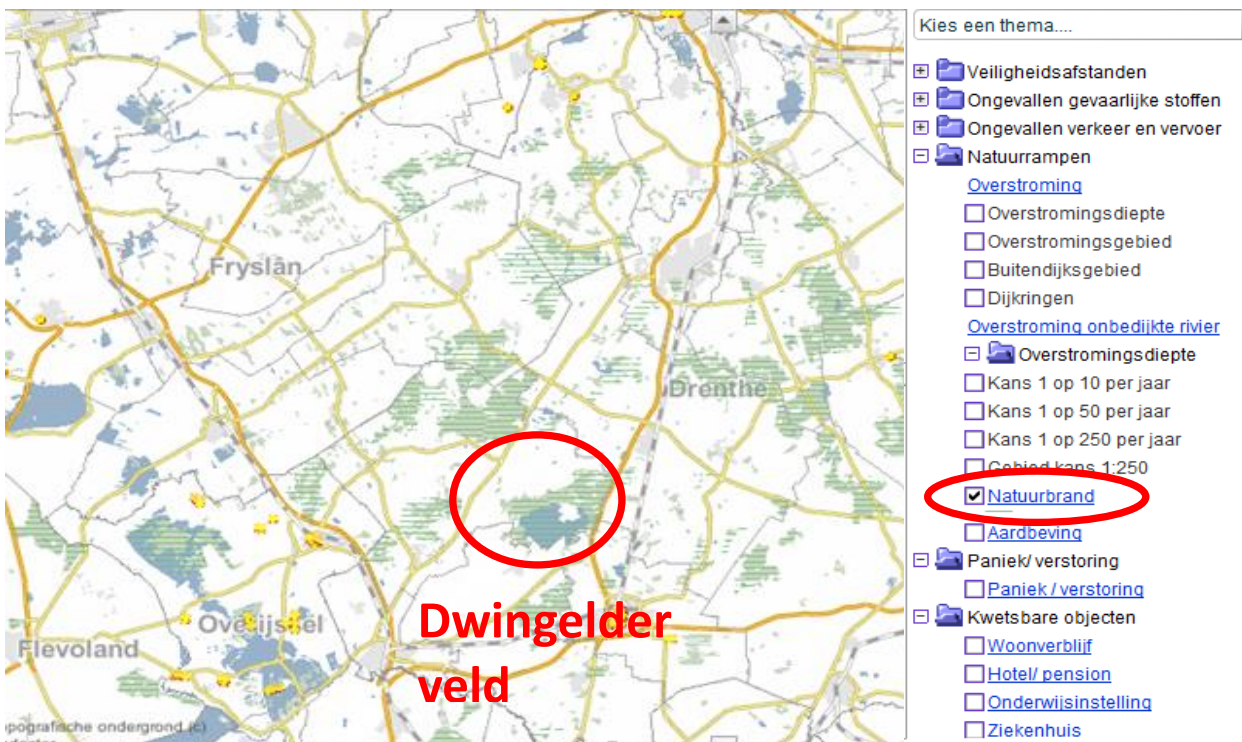 Fryslân
Drenthe
Dwingelder
veld
Overijssel
Flevoland
topografische ondergrond (c)
Kies een thema....
Veiligheidsafstanden
Ongevallen gevaarlijke stoffen
Ongevallen verkeer en vervoer
Natuurrampen
Overstroming
Overstromingsdiepte
Overstromingsgebied
Buitendijksgebied
Dijkringen
Overstroming onbedijkte rivier
Overstromingsdiepte
Kans 1 op 10 per jaar
Kans 1 op 50 per jaar
Kans 1 op 250 per jaar
Gebied kans 1:250
Natuurbrand
Aardbeving
Paniek/ verstoring
Paniek / verstoring
Kwetsbare objecten
Woonverblijf
Hotel/ pension
Onderwijsinstelling
Ziekenhuis